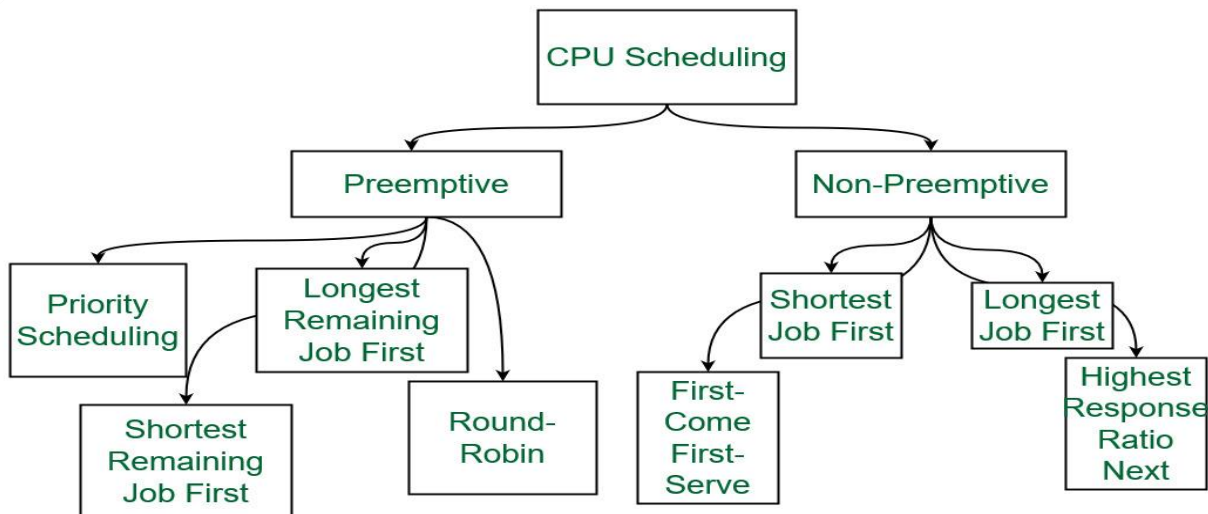 CPU Scheduling
Preemptive
Non-Preemptive
Priority
Scheduling
Longest
Remaining
Job First
Shortest
Job First
Longest
Job First
Shortest
Remaining
Job First
Round-
Robin
First-
Come
First-
Serve
Highest
Response
Ratio
Next